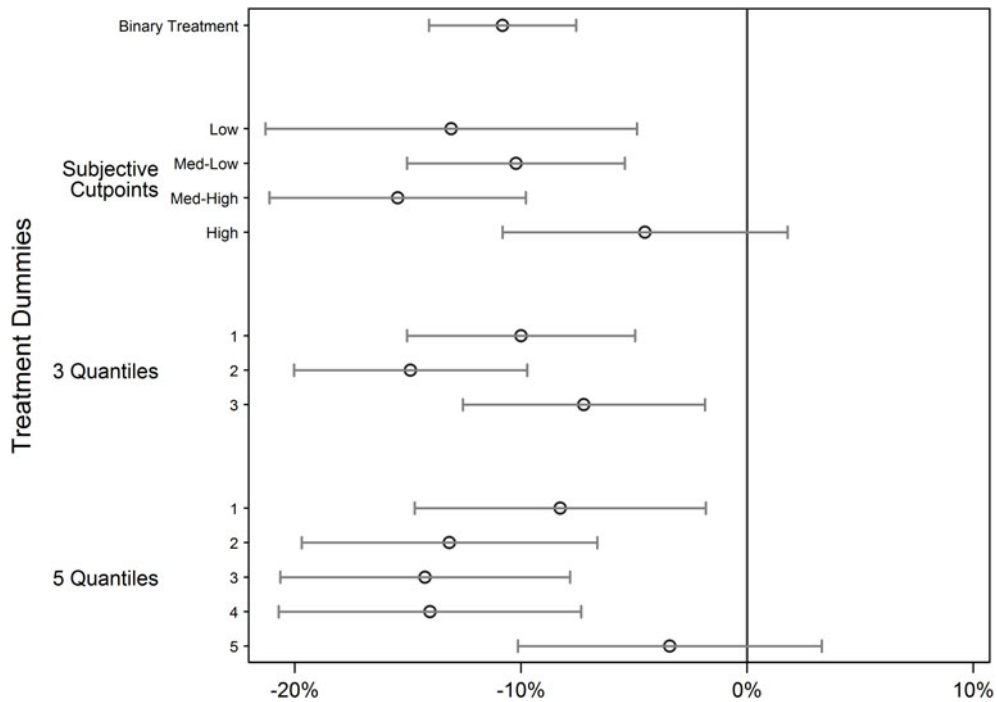 Treatment Dummies
Binary Treatment
Subjective
Cutpoints
Low
Med-Low
Med-High
High
3 Quantiles
1
2
3
5 Quantiles
1
2
3
4
5
-20%
-10%
0%
10%